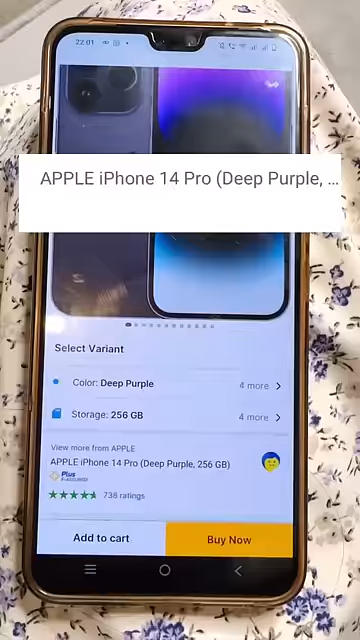 22:01
APPLE iPhone 14 Pro (Deep Purple, ...
Select Variant
Color: Deep Purple 4 more
Storage: 256 GB 4 more
View more from APPLE
APPLE iPhone 14 Pro (Deep Purple, 256 GB)
Plus
F-ASSURED
738 ratings
Add to cart Buy Now